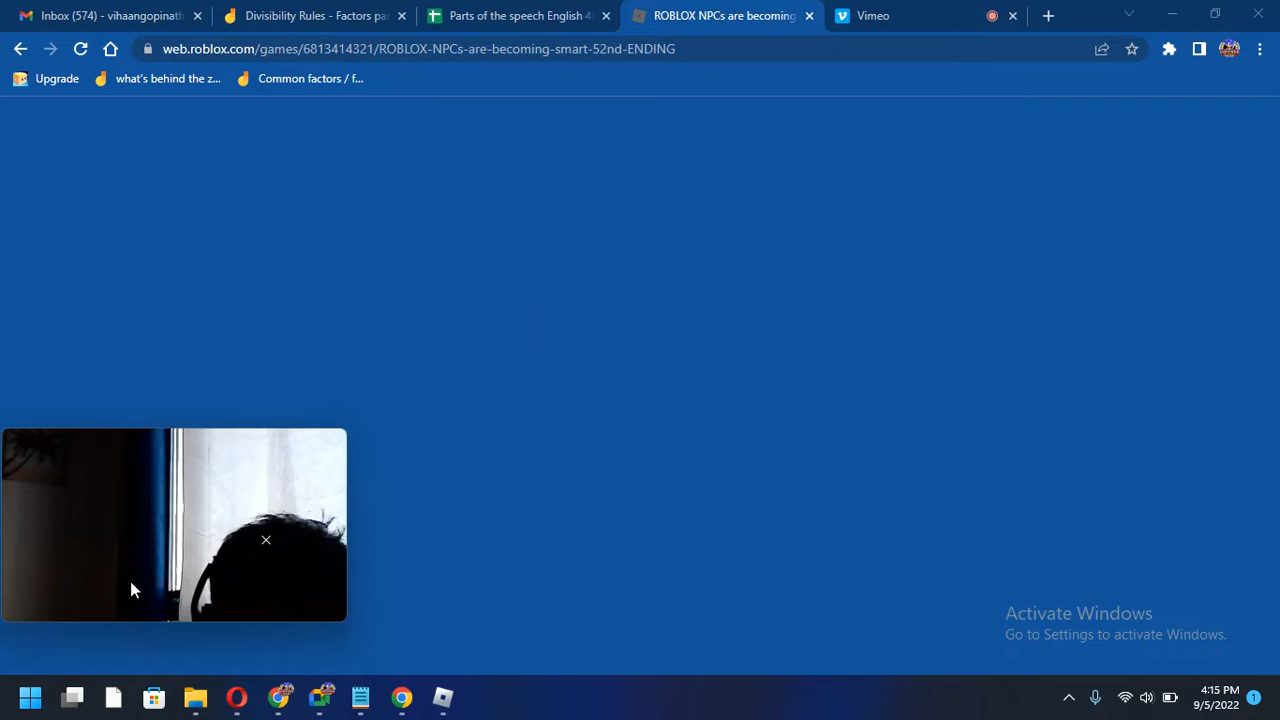 Inbox (574) - vihaangopinath
Divisibility Rules - Factors pa
Parts of the speech English 4
ROBLOX NPCs are becoming
Vimeo
web.roblox.com/games/6813414321/ROBLOX-NPCs-are-becoming-smart-52nd-ENDING
Upgrade
what's behind the z...
Common factors / f...
Activate Windows
Go to Settings to activate Windows.
4:15 PM
9/5/2022
1